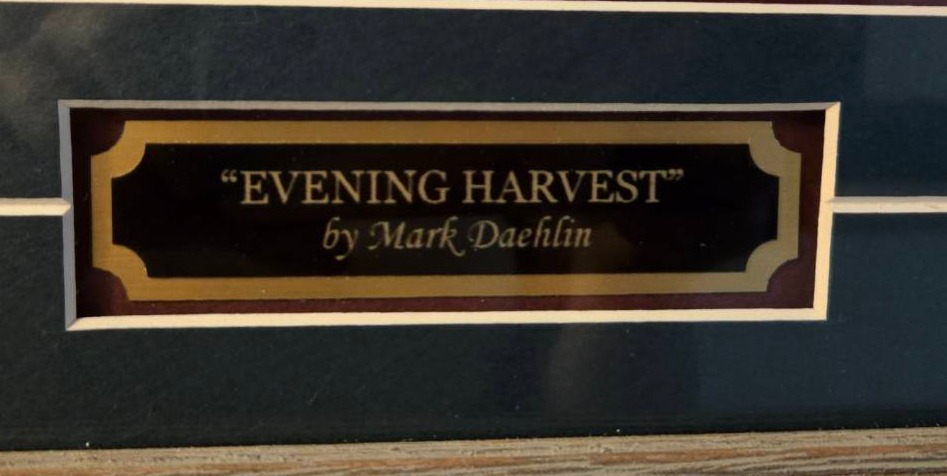 “EVENING HARVEST”
by Mark Daehlin